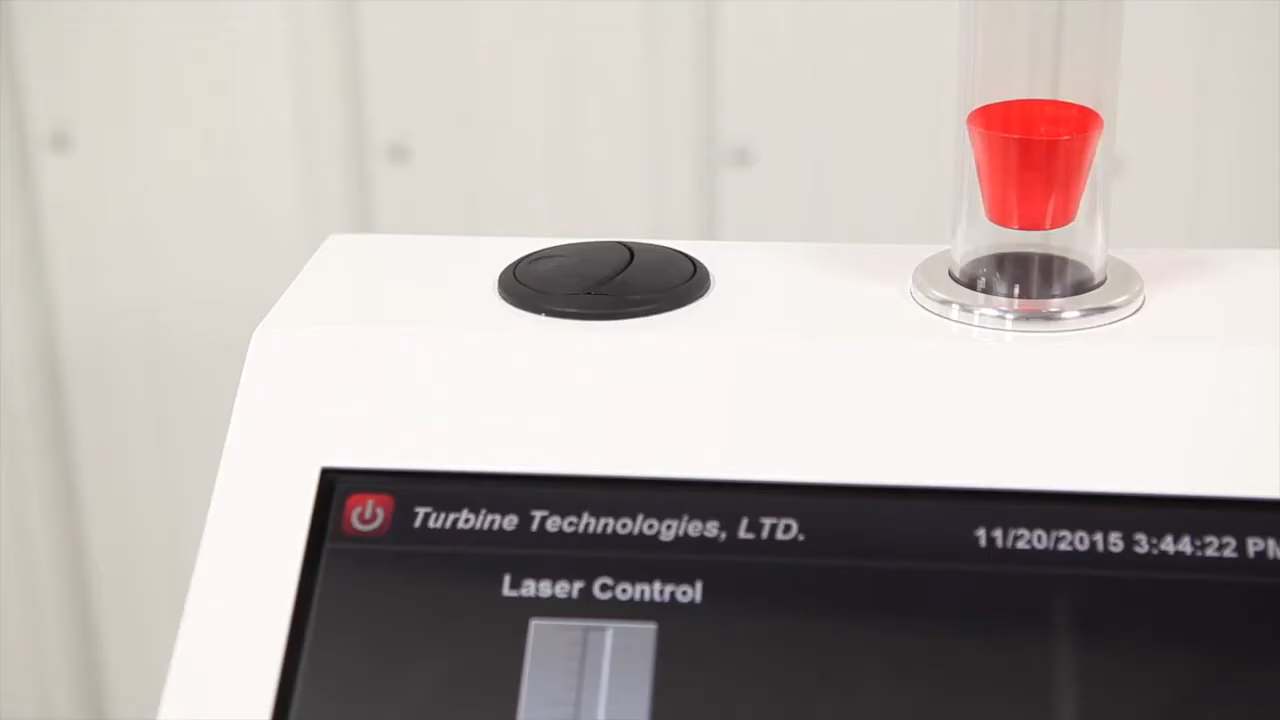 Turbine Technologies, LTD.
11/20/2015 3:44:22 PM
Laser Control